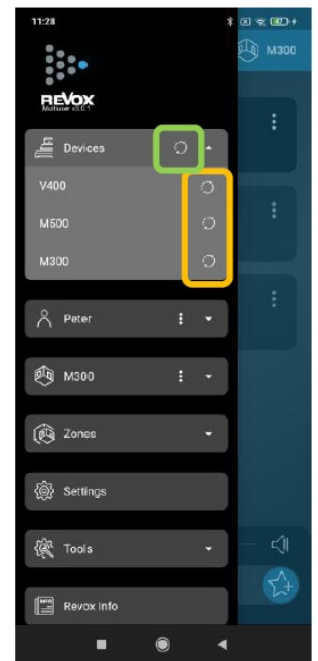 11:28
M300
REVOX
Multiuser v3.0.1
Devices
V400
M500
M300
Peter
M300
Zones
Settings
Tools
Revox Info